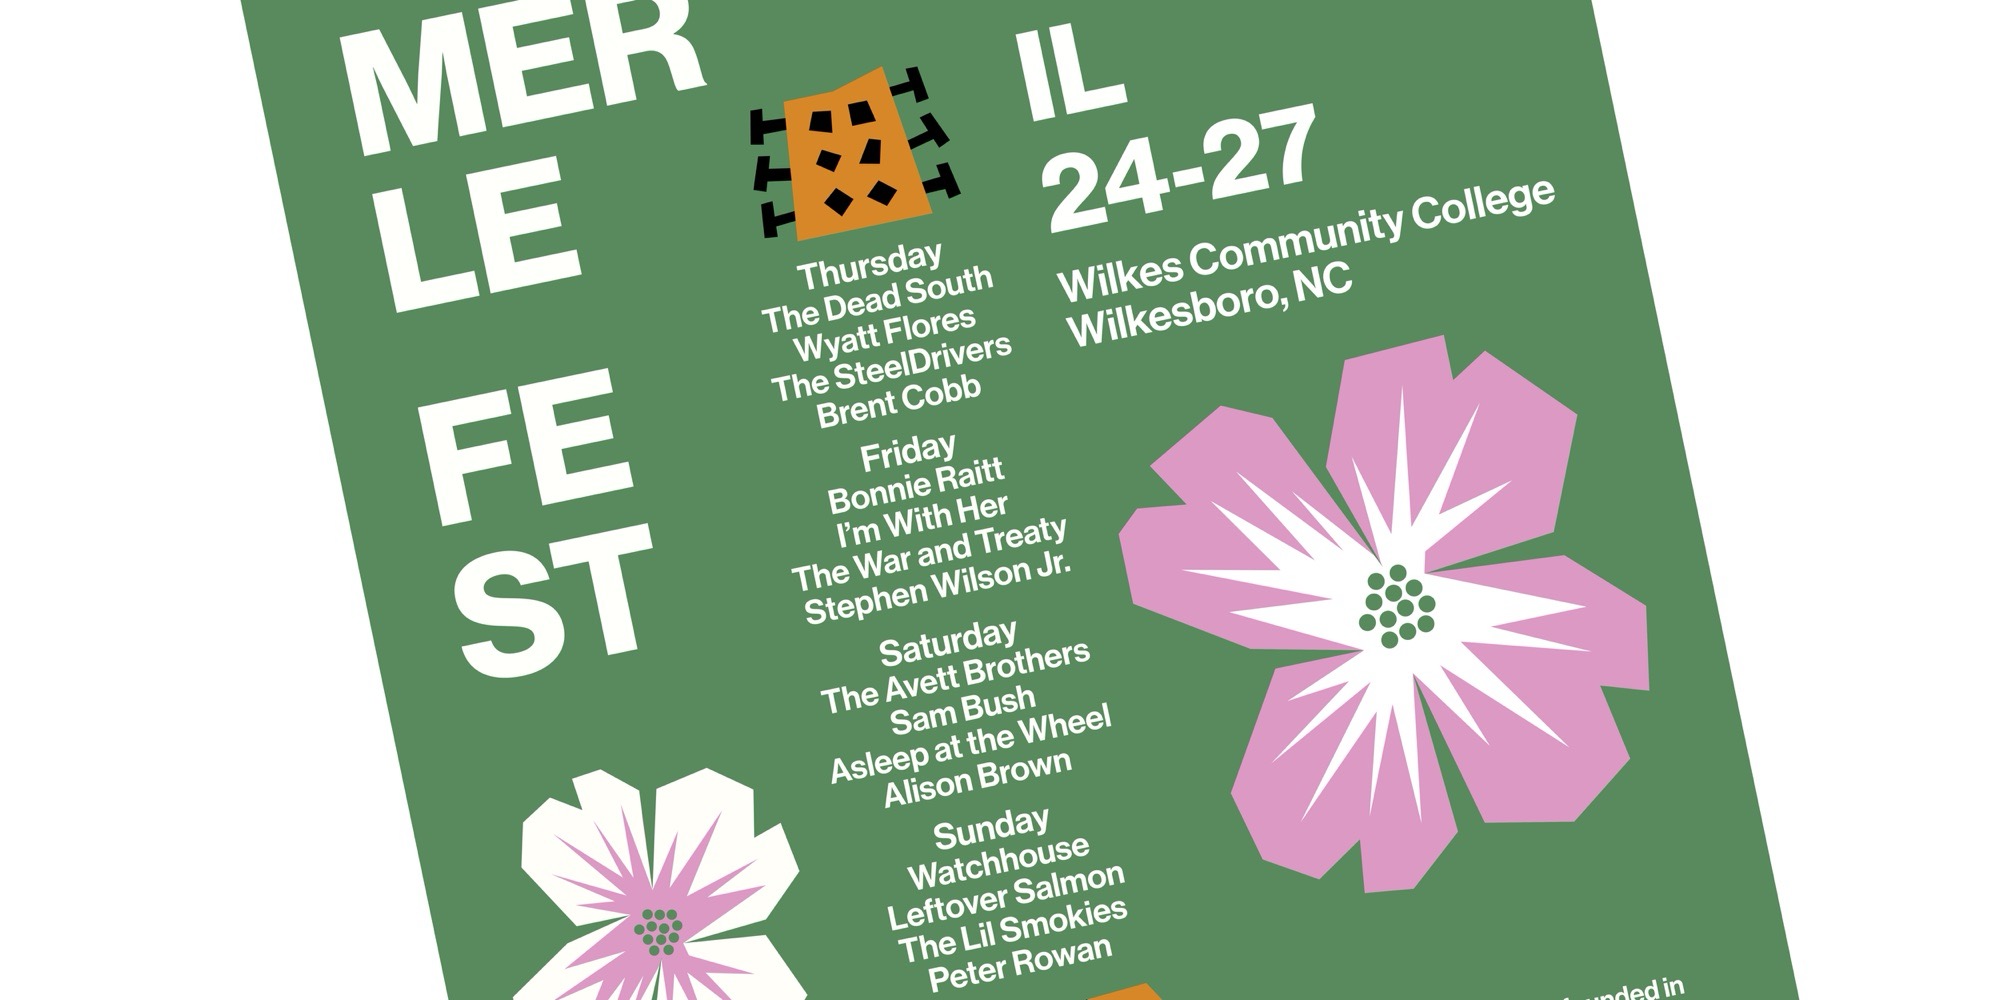 MER
LE
FE
ST
IL
24-27
Wilkes Community College
Wilkesboro, NC
Thursday
The Dead South
Wyatt Flores
The SteelDrivers
Brent Cobb
Friday
Bonnie Raitt
I'm With Her
The War and Treaty
Stephen Wilson Jr.
Saturday
The Avett Brothers
Sam Bush
Asleep at the Wheel
Alison Brown
Sunday
Watchhouse
Leftover Salmon
The Lil Smokies
Peter Rowan
in